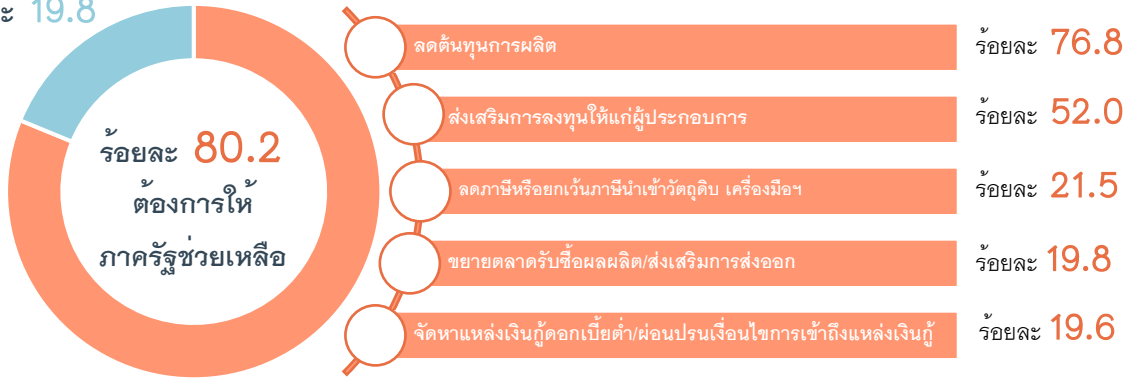 19.8
ร้อยละ 80.2
ต้องการให้
ภาครัฐช่วยเหลือ
ลดต้นทุนการผลิต ร้อยละ 76.8
ส่งเสริมการลงทุนให้แก่ผู้ประกอบการ ร้อยละ 52.0
ลดภาษีหรือยกเว้นภาษีนำเข้าวัตถุดิบ เครื่องมือฯ ร้อยละ 21.5
ขยายตลาดรับซื้อผลผลิต/ส่งเสริมการส่งออก ร้อยละ 19.8
จัดหาแหล่งเงินกู้ดอกเบี้ยต่ำ/ผ่อนปรนเงื่อนไขการเข้าถึงแหล่งเงินกู้ ร้อยละ 19.6